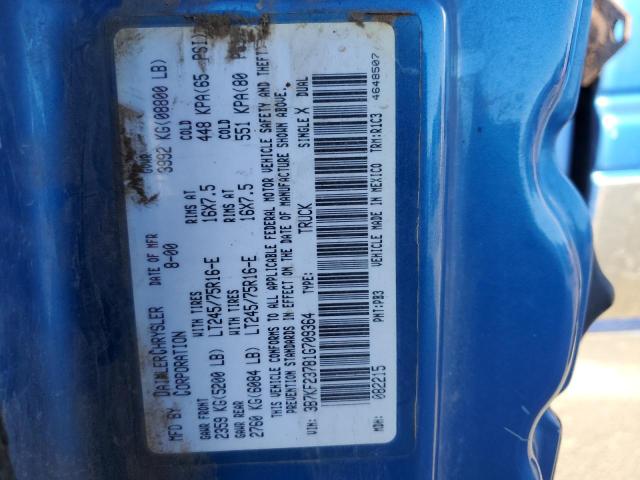 MFD BY DAIMLERCHRYSLER CORPORATION DATE OF MFR 8-00 GVWR 3992 KG(08800 LB)
GAWR FRONT WITH TIRES RIMS AT COLD
2359 KG(5200 LB) LT245/75R16-E 16X7.5 448 KPA(65 PSI)
GAWR REAR WITH TIRES RIMS AT COLD
2760 KG(6084 LB) LT245/75R16-E 16X7.5 551 KPA(80
THIS VEHICLE CONFORMS TO ALL APPLICABLE FEDERAL MOTOR VEHICLE SAFETY AND THEFT
PREVENTION STANDARDS IN EFFECT ON THE DATE OF MANUFACTURE SHOWN ABOVE.
VIN: 3B7KF23781G709364 TYPE: TRUCK SINGLE X DUAL
MDH: 082215 PNT:PB3 VEHICLE MADE IN MEXICO TRM:R1C3 4648507